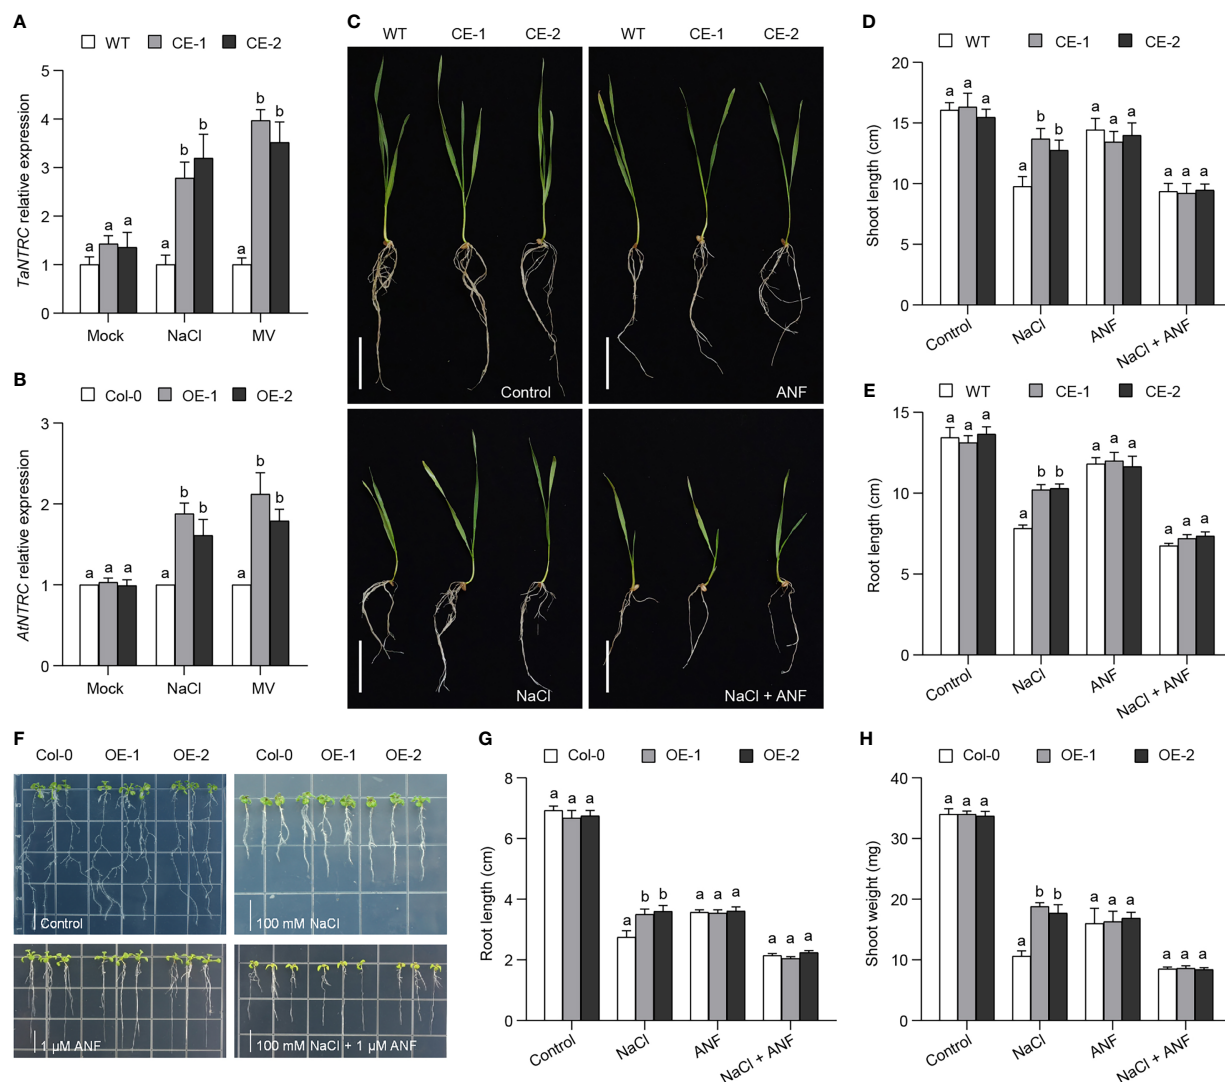 A
WT CE-1 CE-2
TaNTRC relative expression
5
4
3
2
1
0
a a a
a b b
a b b
Mock NaCl MV
B
Col-0 OE-1 OE-2
AtNTRC relative expression
3
2
1
0
a a a
a b b
a b b
Mock NaCl MV
C
WT CE-1 CE-2 WT CE-1 CE-2
Control ANF
NaCl NaCl + ANF
D
WT CE-1 CE-2
Shoot length (cm)
20
15
10
5
0
a a a
a b b
a a a
a a a
Control NaCl ANF NaCl + ANF
E
WT CE-1 CE-2
Root length (cm)
15
10
5
0
a a a
a b b
a a a
a a a
Control NaCl ANF NaCl + ANF
F
Col-0 OE-1 OE-2 Col-0 OE-1 OE-2
Control 100 mM NaCl
1 µM ANF 100 mM NaCl + 1 µM ANF
G
Col-0 OE-1 OE-2
Root length (cm)
8
6
4
2
0
a a a
a b b
a a a
a a a
Control NaCl ANF NaCl + ANF
H
Col-0 OE-1 OE-2
Shoot weight (mg)
40
30
20
10
0
a a a
a b b
a a a
a a a
Control NaCl ANF NaCl + ANF